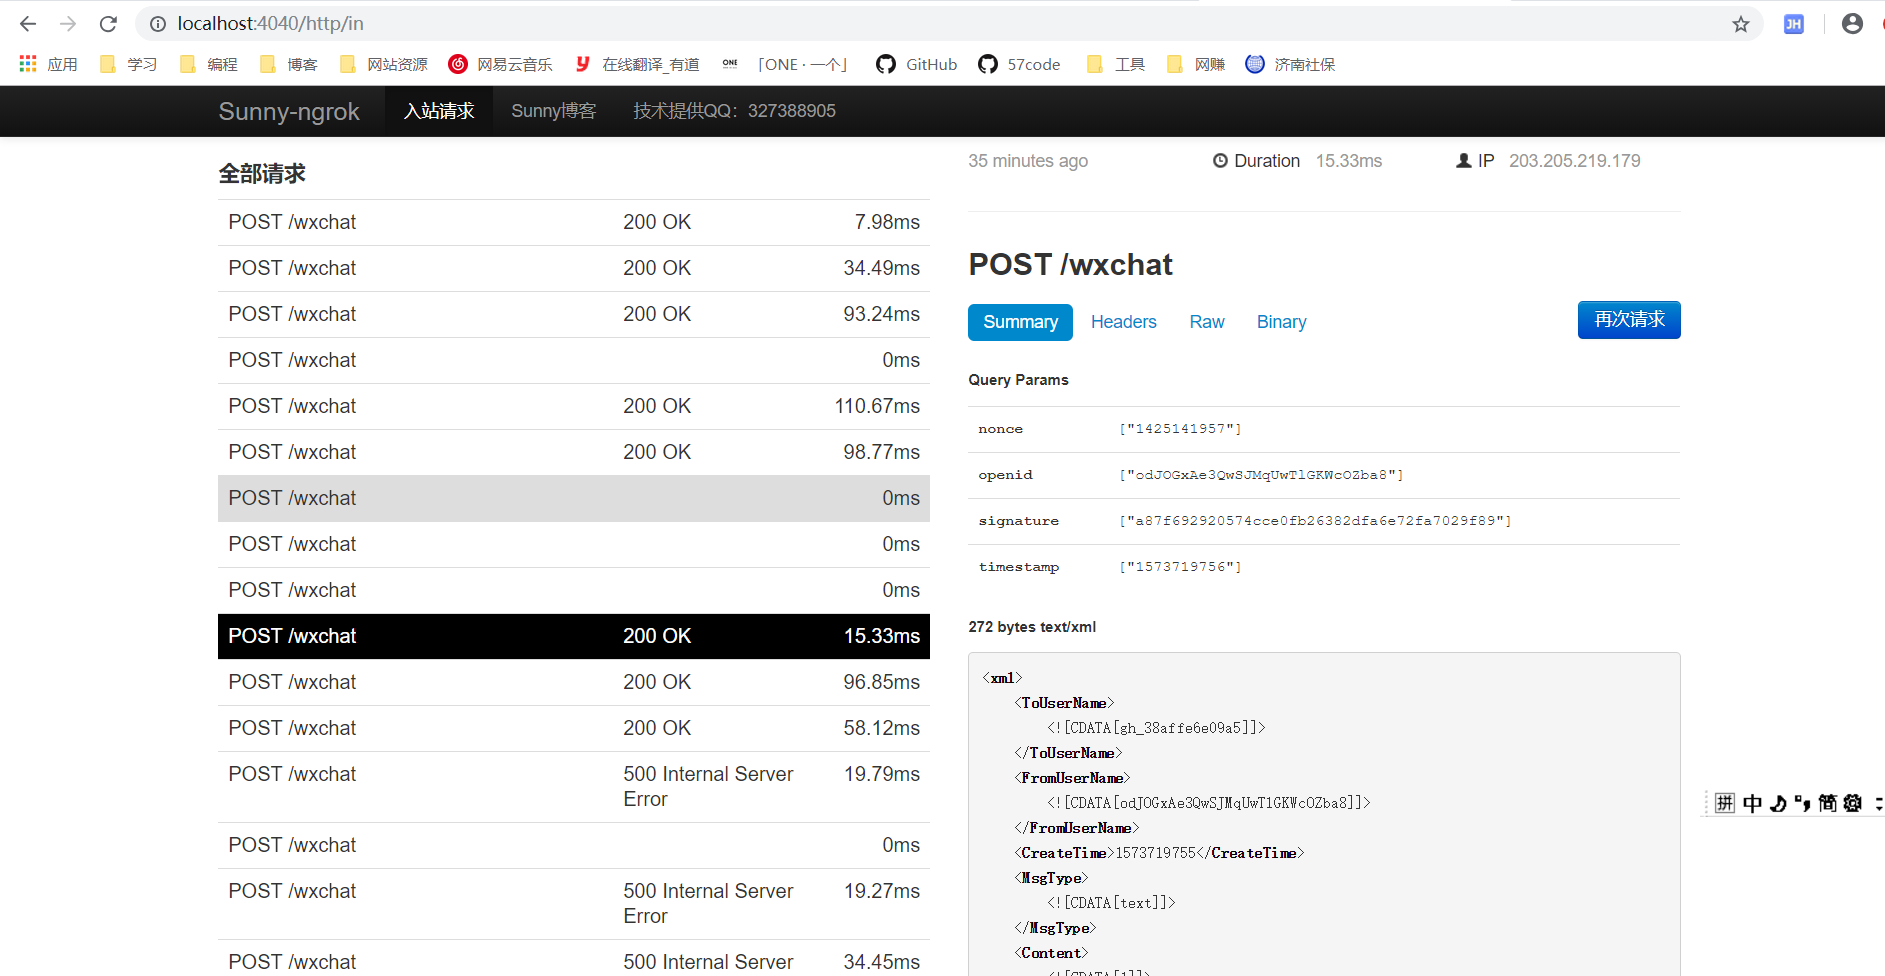 localhost:4040/http/in
JH
应用 学习 编程 博客 网站资源 网易云音乐 在线翻译_有道 ONE 「ONE · 一个」 GitHub 57code 工具 网赚 济南社保
Sunny-ngrok 入站请求 Sunny博客 技术提供QQ：327388905
35 minutes ago Duration 15.33ms IP 203.205.219.179
全部请求
POST /wxchat 200 OK 7.98ms
POST /wxchat 200 OK 34.49ms
POST /wxchat 200 OK 93.24ms
POST /wxchat 0ms
POST /wxchat 200 OK 110.67ms
POST /wxchat 200 OK 98.77ms
POST /wxchat 0ms
POST /wxchat 0ms
POST /wxchat 0ms
POST /wxchat 200 OK 15.33ms
POST /wxchat 200 OK 96.85ms
POST /wxchat 200 OK 58.12ms
POST /wxchat 500 Internal Server 19.79ms
Error
POST /wxchat 0ms
POST /wxchat 500 Internal Server 19.27ms
Error
POST /wxchat 500 Internal Server 34.45ms
POST /wxchat
Summary Headers Raw Binary 再次请求
Query Params
nonce ["1425141957"]
openid ["odJOGxAe3QwSJMqUwTlGKWcOZba8"]
signature ["a87f692920574cce0fb26382dfa6e72fa7029f89"]
timestamp ["1573719756"]
272 bytes text/xml
<xml>
<ToUserName>
<![CDATA[gh_38affe6e09a5]]>
</ToUserName>
<FromUserName>
<![CDATA[odJOGxAe3QwSJMqUwTlGKWcOZba8]]>
</FromUserName>
<CreateTime>1573719755</CreateTime>
<MsgType>
<![CDATA[text]]>
</MsgType>
<Content>
<![CDATA[1]]>
拼 中 简